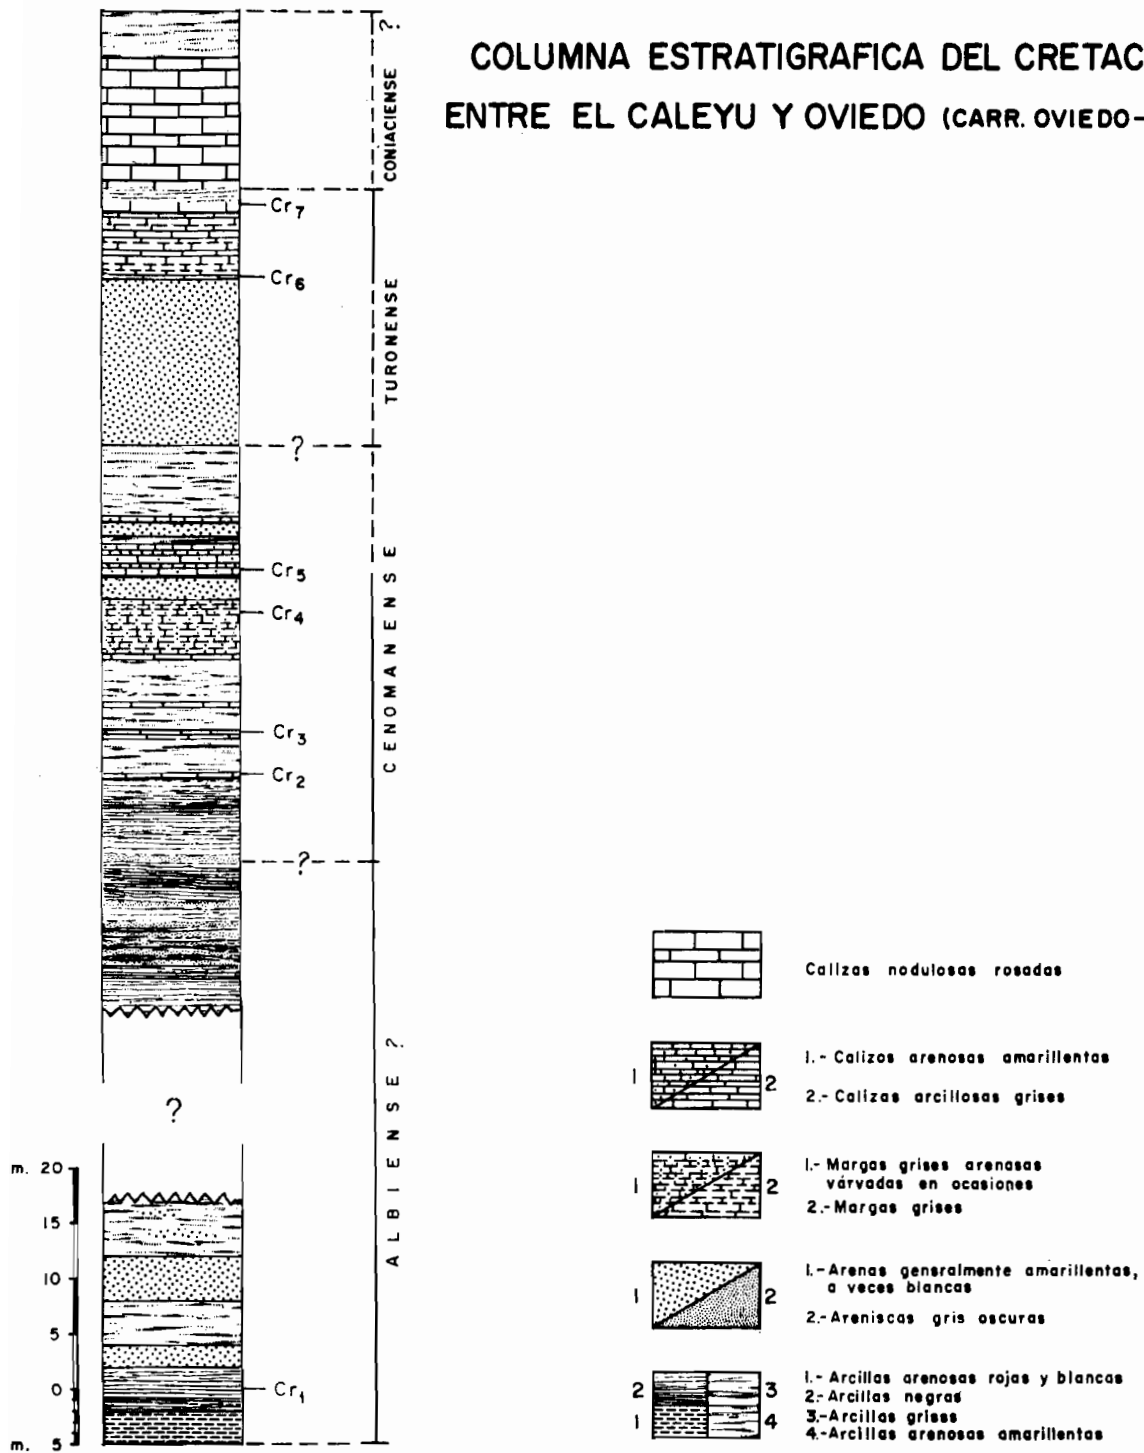 COLUMNA ESTRATIGRAFICA DEL CRETAC
ENTRE EL CALEYU Y OVIEDO (CARR. OVIEDO-
?
CONIACIENSE
Cr7
Cr6
TURONENSE
?
Cr5
Cr4
CENOMANENSE
Cr3
Cr2
?
ALBIENSE ?
?
m. 20
15
10
5
0
m. 5
Cr1
Calizas nodulosas rosadas
1 2
1.- Calizos arenosas amarillentas
2.- Calizas arcillosas grises
1 2
1.- Margas grises arenosas
várvadas en ocasiones
2.- Margas grises
1 2
1.- Arenas generalmente amarillentas,
a veces blancas
2.- Areniscas gris oscuras
2 3
1 4
1.- Arcillas arenosas rojas y blancas
2.- Arcillas negras
3.- Arcillas grises
4.- Arcillas arenosas amarillentas